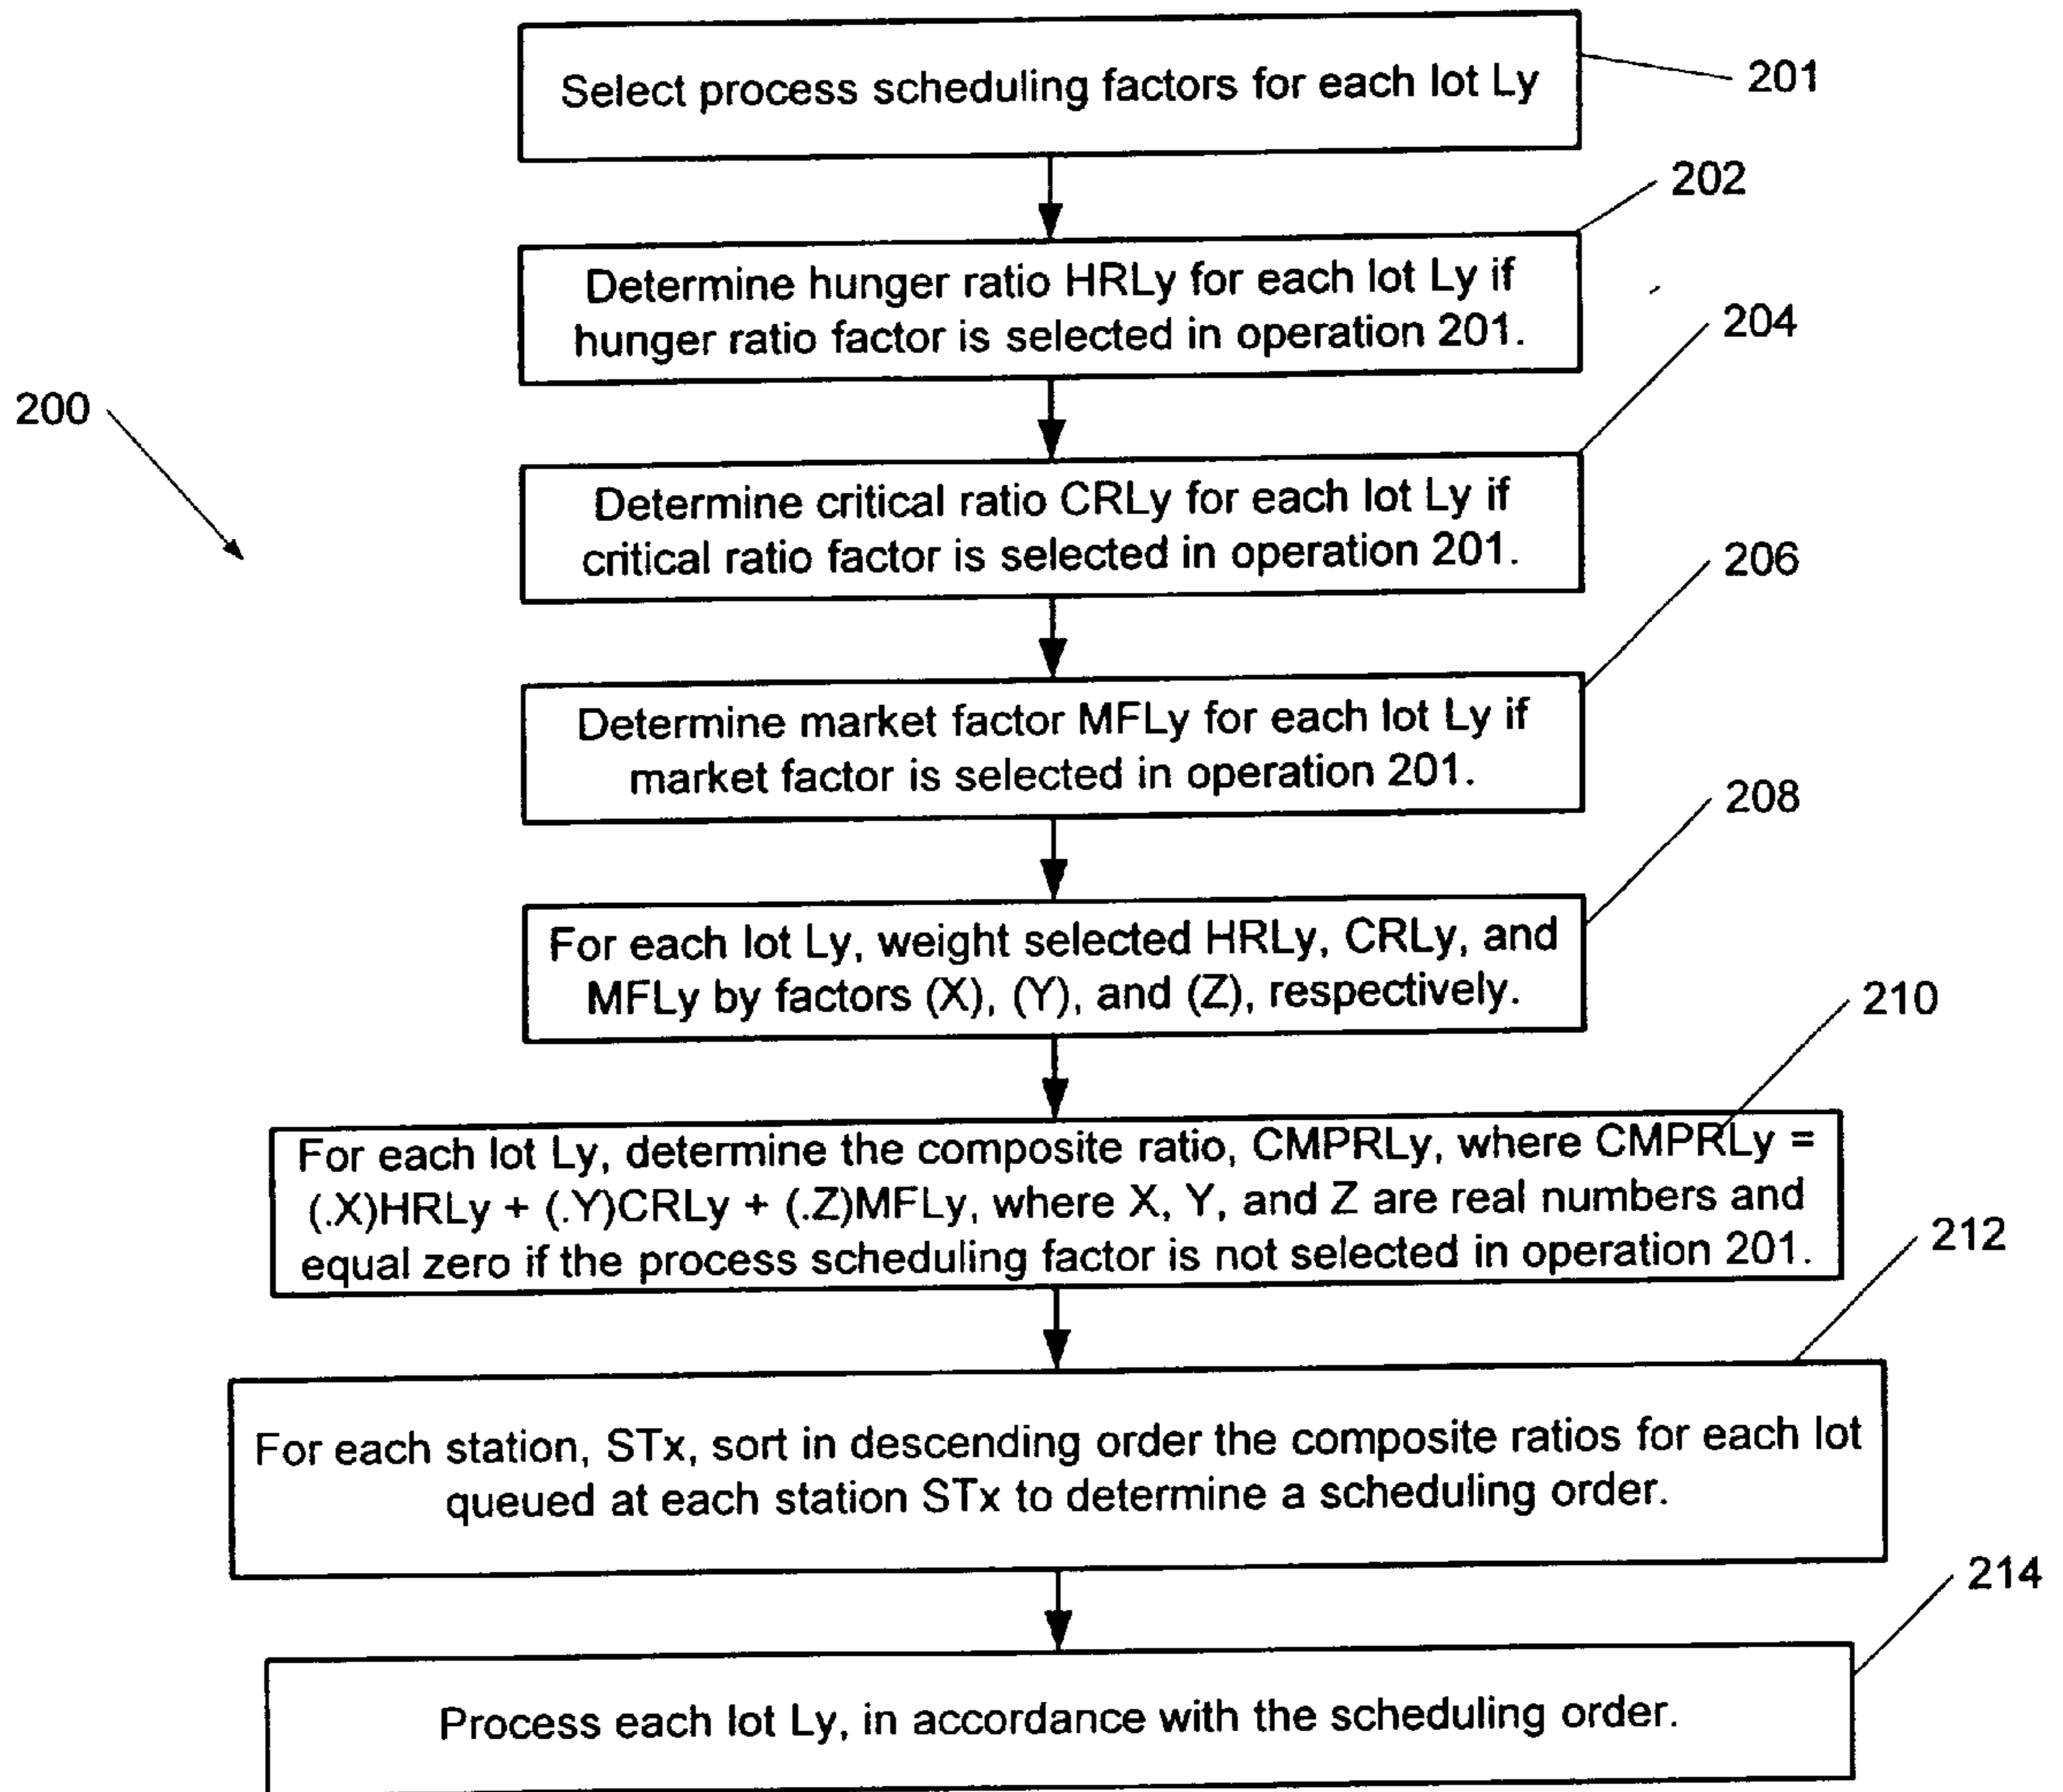 Select process scheduling factors for each lot Ly
201
202
Determine hunger ratio HRLy for each lot Ly if
hunger ratio factor is selected in operation 201.
204
200
Determine critical ratio CRLy for each lot Ly if
critical ratio factor is selected in operation 201.
206
Determine market factor MFLy for each lot Ly if
market factor is selected in operation 201.
208
For each lot Ly, weight selected HRLy, CRLy, and
MFLy by factors (X), (Y), and (Z), respectively.
210
For each lot Ly, determine the composite ratio, CMPRLy, where CMPRLy =
(.X)HRLy + (.Y)CRLy + (.Z)MFLy, where X, Y, and Z are real numbers and
equal zero if the process scheduling factor is not selected in operation 201.
212
For each station, STx, sort in descending order the composite ratios for each lot
queued at each station STx to determine a scheduling order.
214
Process each lot Ly, in accordance with the scheduling order.